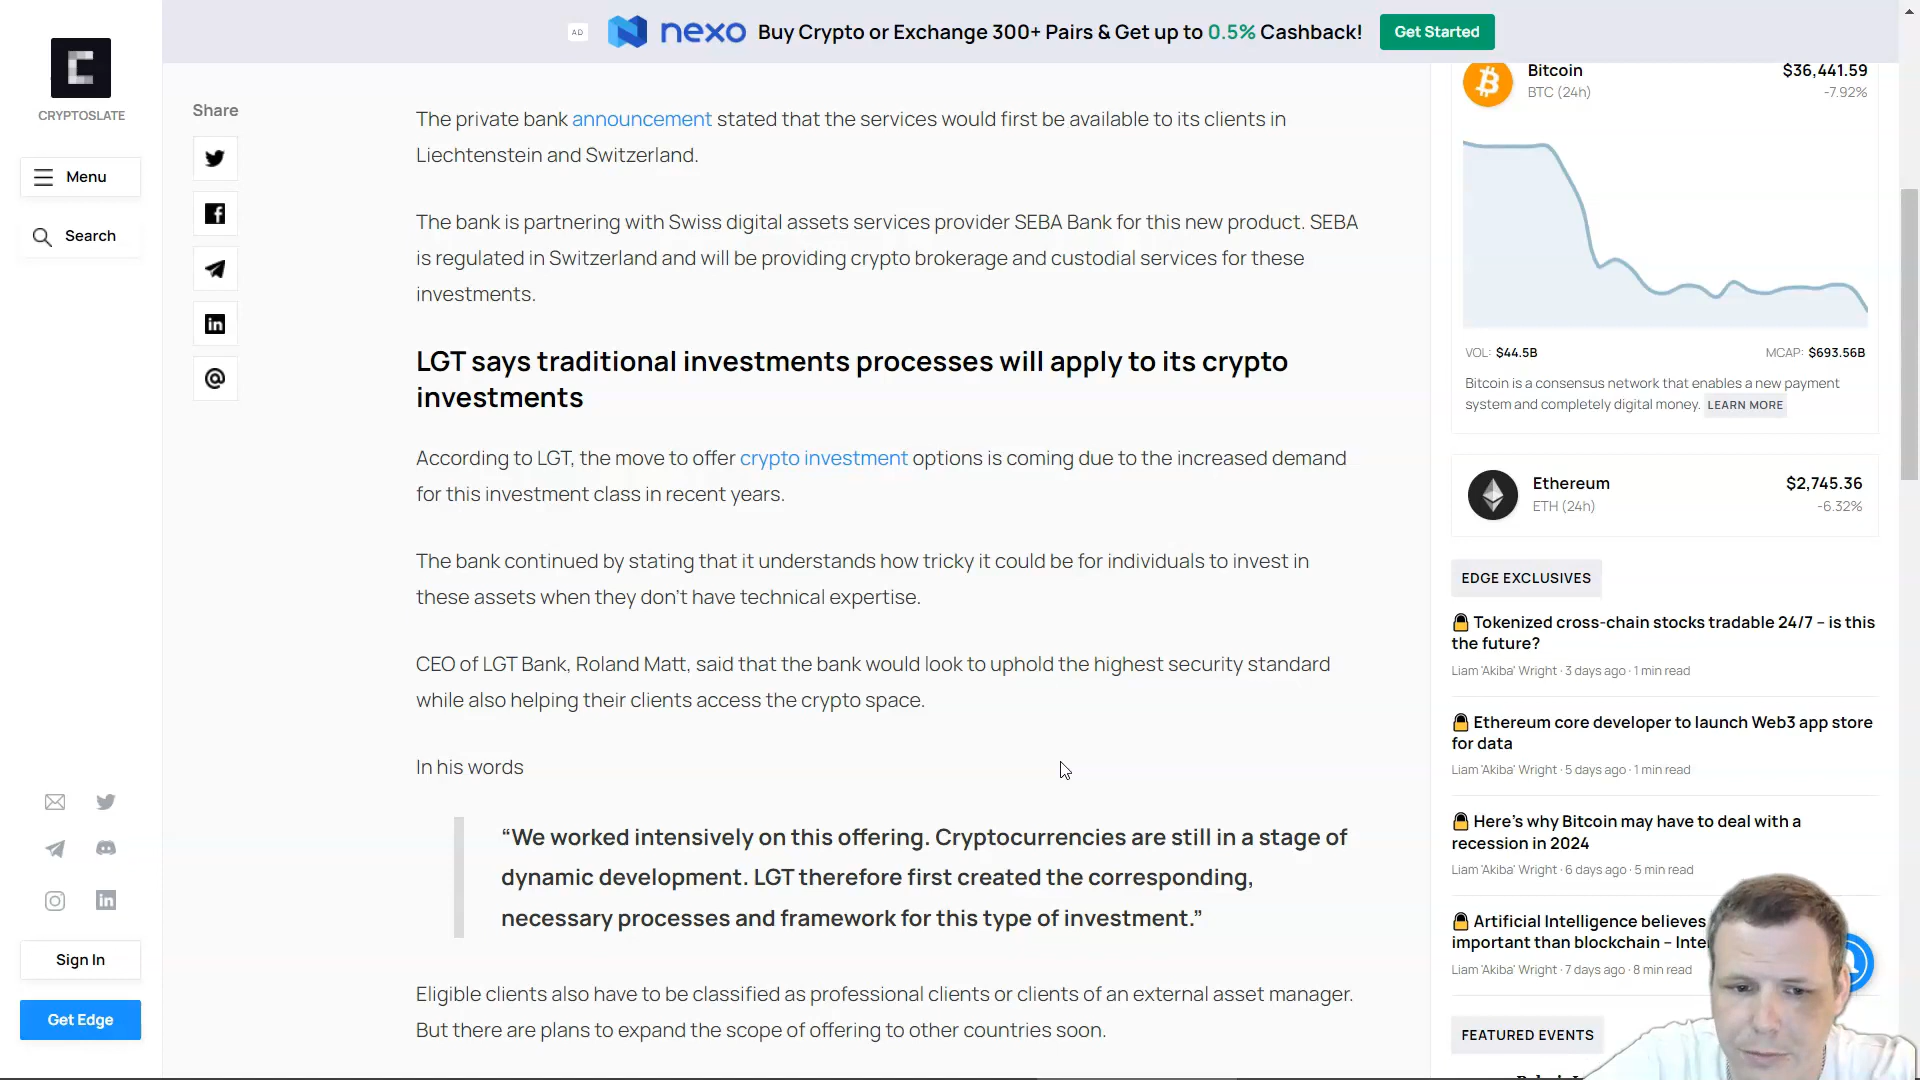 AD
nexo
Buy Crypto or Exchange 300+ Pairs & Get up to 0.5% Cashback!
Get Started
CRYPTOSLATE
Menu
Search
Share
The private bank announcement stated that the services would first be available to its clients in
Liechtenstein and Switzerland.
The bank is partnering with Swiss digital assets services provider SEBA Bank for this new product. SEBA
is regulated in Switzerland and will be providing crypto brokerage and custodial services for these
investments.
LGT says traditional investments processes will apply to its crypto
investments
According to LGT, the move to offer crypto investment options is coming due to the increased demand
for this investment class in recent years.
The bank continued by stating that it understands how tricky it could be for individuals to invest in
these assets when they don't have technical expertise.
CEO of LGT Bank, Roland Matt, said that the bank would look to uphold the highest security standard
while also helping their clients access the crypto space.
In his words
“We worked intensively on this offering. Cryptocurrencies are still in a stage of
dynamic development. LGT therefore first created the corresponding,
necessary processes and framework for this type of investment.”
Eligible clients also have to be classified as professional clients or clients of an external asset manager.
But there are plans to expand the scope of offering to other countries soon.
Sign In
Get Edge
Bitcoin $36,441.59
BTC (24h) -7.92%
VOL: $44.5B MCAP: $693.56B
Bitcoin is a consensus network that enables a new payment
system and completely digital money. LEARN MORE
Ethereum $2,745.36
ETH (24h) -6.32%
EDGE EXCLUSIVES
Tokenized cross-chain stocks tradable 24/7 – is this
the future?
Liam 'Akiba' Wright · 3 days ago · 1 min read
Ethereum core developer to launch Web3 app store
for data
Liam 'Akiba' Wright · 5 days ago · 1 min read
Here's why Bitcoin may have to deal with a
recession in 2024
Liam 'Akiba' Wright · 6 days ago · 5 min read
Artificial Intelligence believes
important than blockchain –
Liam 'Akiba' Wright · 7 days ago · 8 min read
FEATURED EVENTS